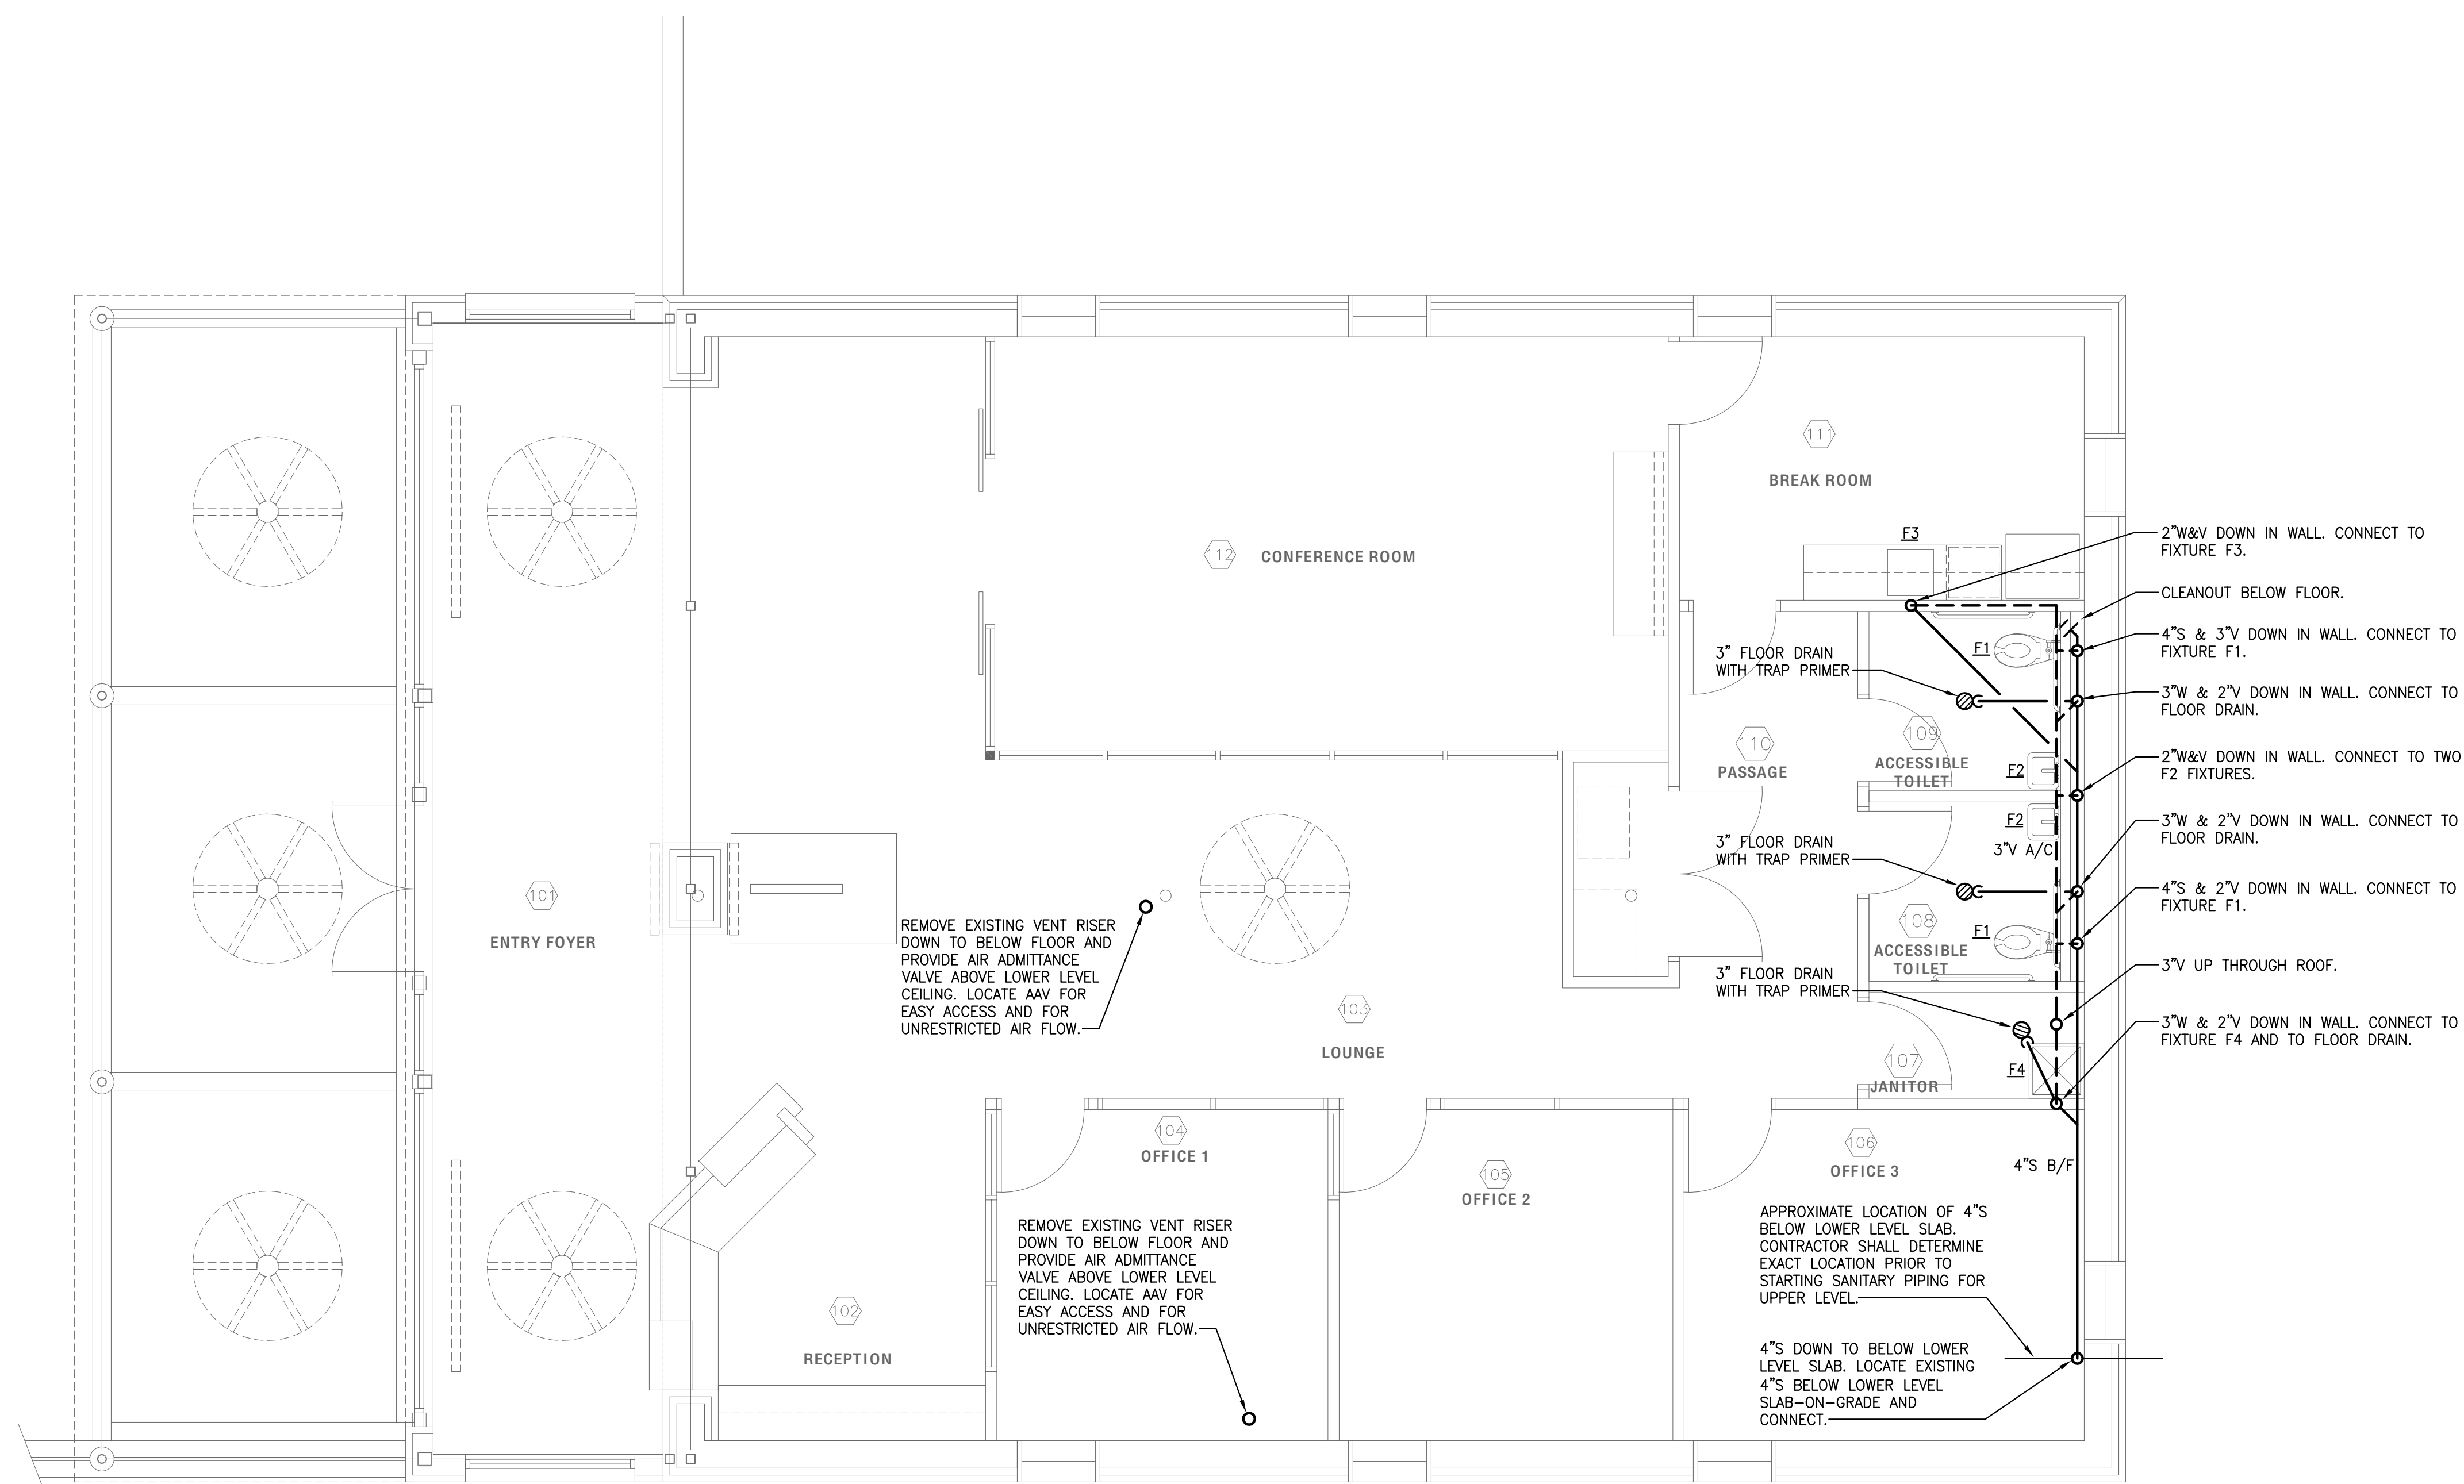 111
BREAK ROOM
112
CONFERENCE ROOM
F3
2"W&V DOWN IN WALL. CONNECT TO
FIXTURE F3.
CLEANOUT BELOW FLOOR.
4"S & 3"V DOWN IN WALL. CONNECT TO
FIXTURE F1.
3"W & 2"V DOWN IN WALL. CONNECT TO
FLOOR DRAIN.
2"W&V DOWN IN WALL. CONNECT TO TWO
F2 FIXTURES.
3"W & 2"V DOWN IN WALL. CONNECT TO
FLOOR DRAIN.
4"S & 2"V DOWN IN WALL. CONNECT TO
FIXTURE F1.
3"V UP THROUGH ROOF.
3"W & 2"V DOWN IN WALL. CONNECT TO
FIXTURE F4 AND TO FLOOR DRAIN.
F1
3" FLOOR DRAIN
WITH TRAP PRIMER
110
PASSAGE
109
ACCESSIBLE
TOILET
F2
F2
3"V A/C
3" FLOOR DRAIN
WITH TRAP PRIMER
108
ACCESSIBLE
TOILET
F1
3" FLOOR DRAIN
WITH TRAP PRIMER
107
JANITOR
F4
101
ENTRY FOYER
REMOVE EXISTING VENT RISER
DOWN TO BELOW FLOOR AND
PROVIDE AIR ADMITTANCE
VALVE ABOVE LOWER LEVEL
CEILING. LOCATE AAV FOR
EASY ACCESS AND FOR
UNRESTRICTED AIR FLOW.
103
LOUNGE
104
OFFICE 1
105
OFFICE 2
106
OFFICE 3
4"S B/F
REMOVE EXISTING VENT RISER
DOWN TO BELOW FLOOR AND
PROVIDE AIR ADMITTANCE
VALVE ABOVE LOWER LEVEL
CEILING. LOCATE AAV FOR
EASY ACCESS AND FOR
UNRESTRICTED AIR FLOW.
APPROXIMATE LOCATION OF 4"S
BELOW LOWER LEVEL SLAB.
CONTRACTOR SHALL DETERMINE
EXACT LOCATION PRIOR TO
STARTING SANITARY PIPING FOR
UPPER LEVEL.
102
RECEPTION
4"S DOWN TO BELOW LOWER
LEVEL SLAB. LOCATE EXISTING
4"S BELOW LOWER LEVEL
SLAB-ON-GRADE AND
CONNECT.